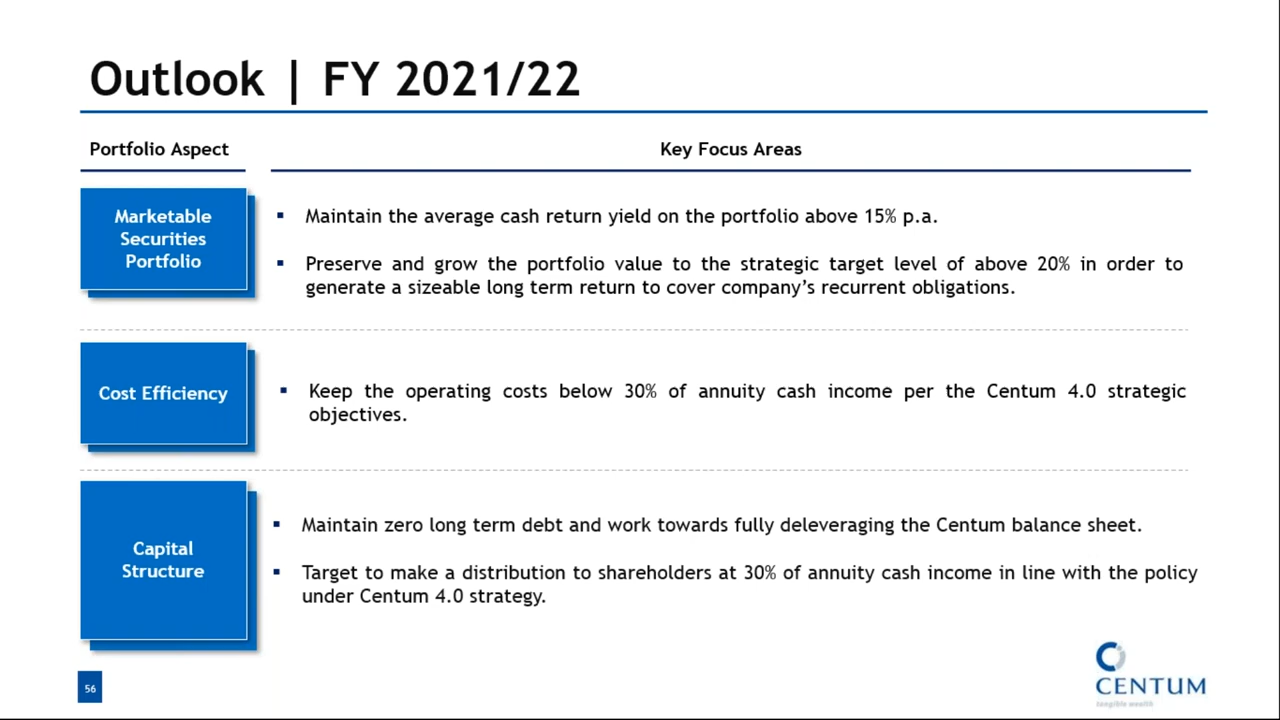 Outlook | FY 2021/22
Portfolio Aspect
Key Focus Areas
Marketable
Securities
Portfolio
▪ Maintain the average cash return yield on the portfolio above 15% p.a.
▪ Preserve and grow the portfolio value to the strategic target level of above 20% in order to
generate a sizeable long term return to cover company's recurrent obligations.
Cost Efficiency
▪ Keep the operating costs below 30% of annuity cash income per the Centum 4.0 strategic
objectives.
Capital
Structure
▪ Maintain zero long term debt and work towards fully deleveraging the Centum balance sheet.
▪ Target to make a distribution to shareholders at 30% of annuity cash income in line with the policy
under Centum 4.0 strategy.
56
CENTUM
tangible wealth